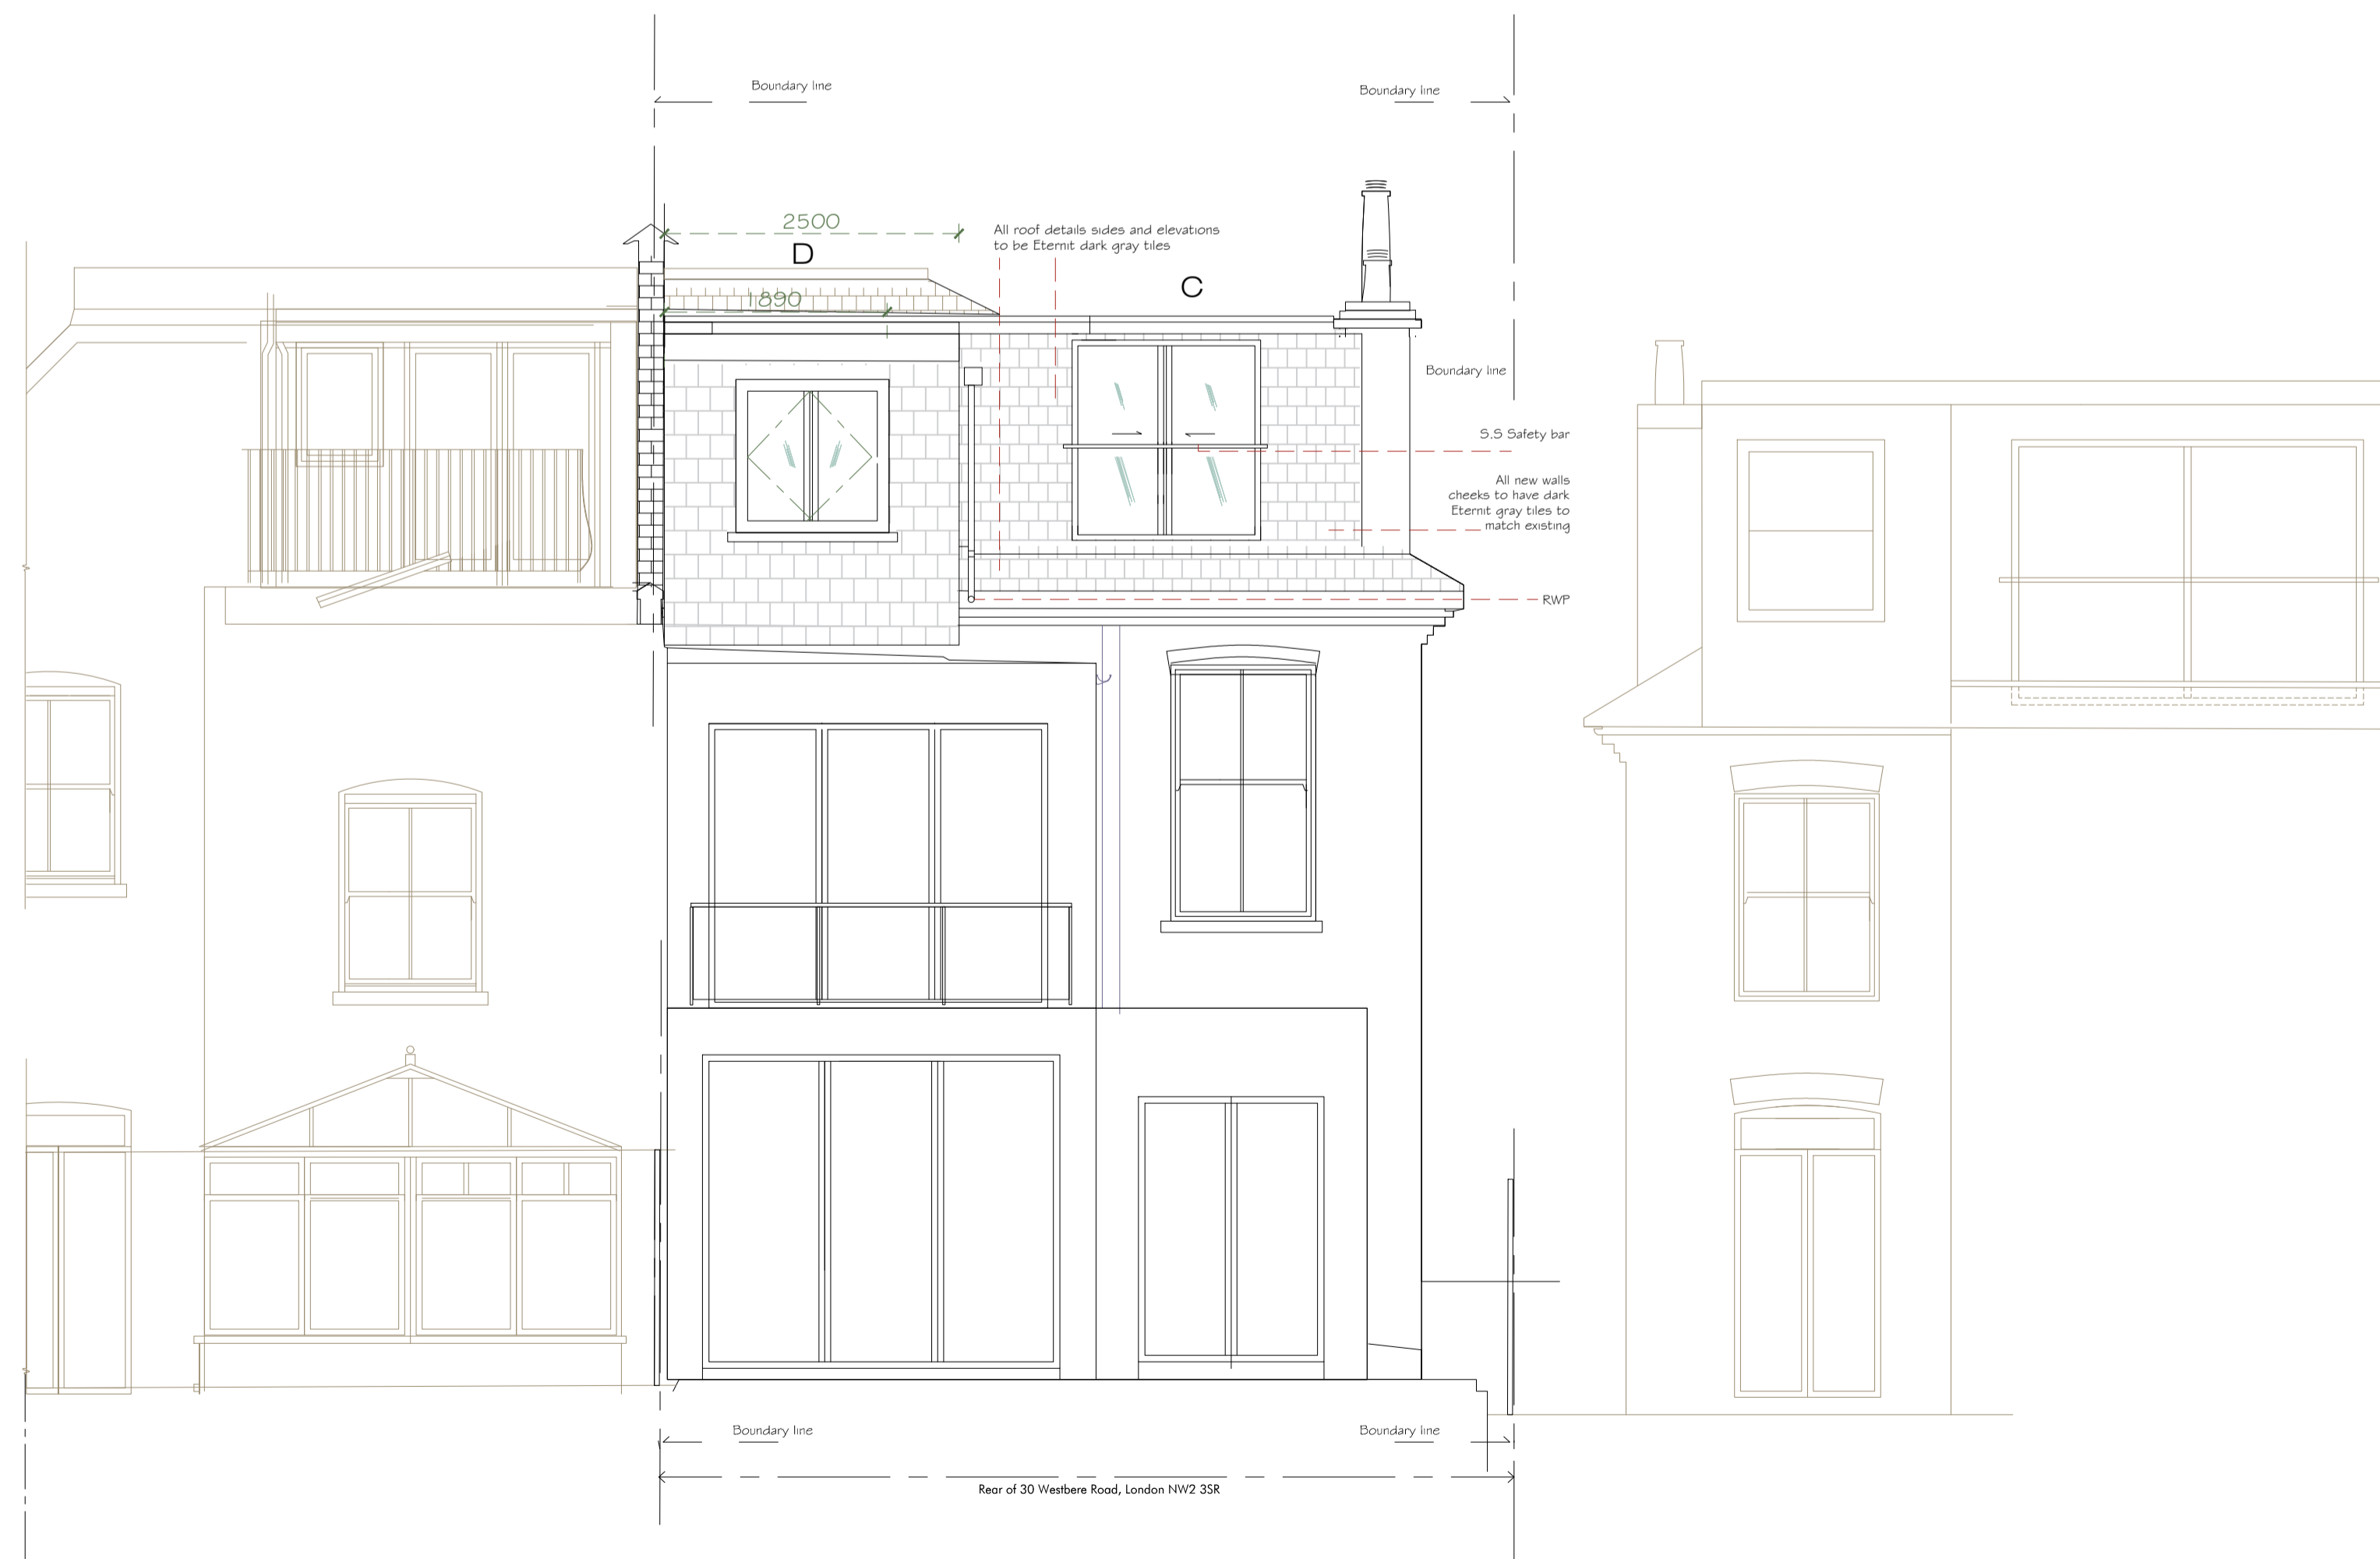 Boundary line
Boundary line
2500
D
All roof details sides and elevations
to be Eternit dark gray tiles
C
1890
Boundary line
S.S Safety bar
All new walls
cheeks to have dark
Eternit gray tiles to
match existing
RWP
Boundary line
Boundary line
Rear of 30 Westbere Road, London NW2 3SR